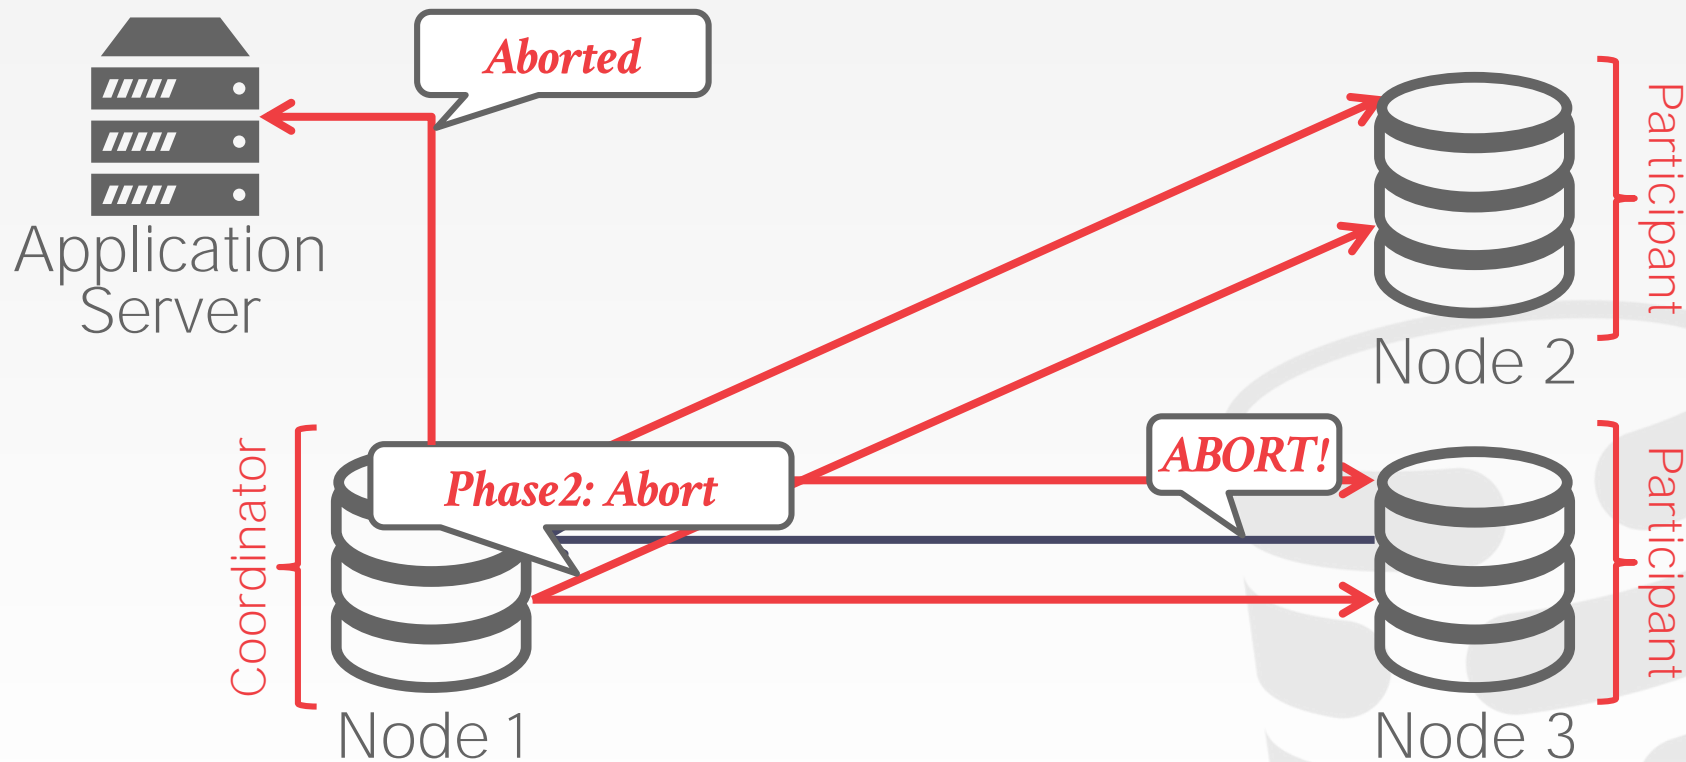 Aborted
Application
Server
Participant
Node 2
Coordinator
Phase2: Abort
ABORT!
Participant
Node 1
Node 3